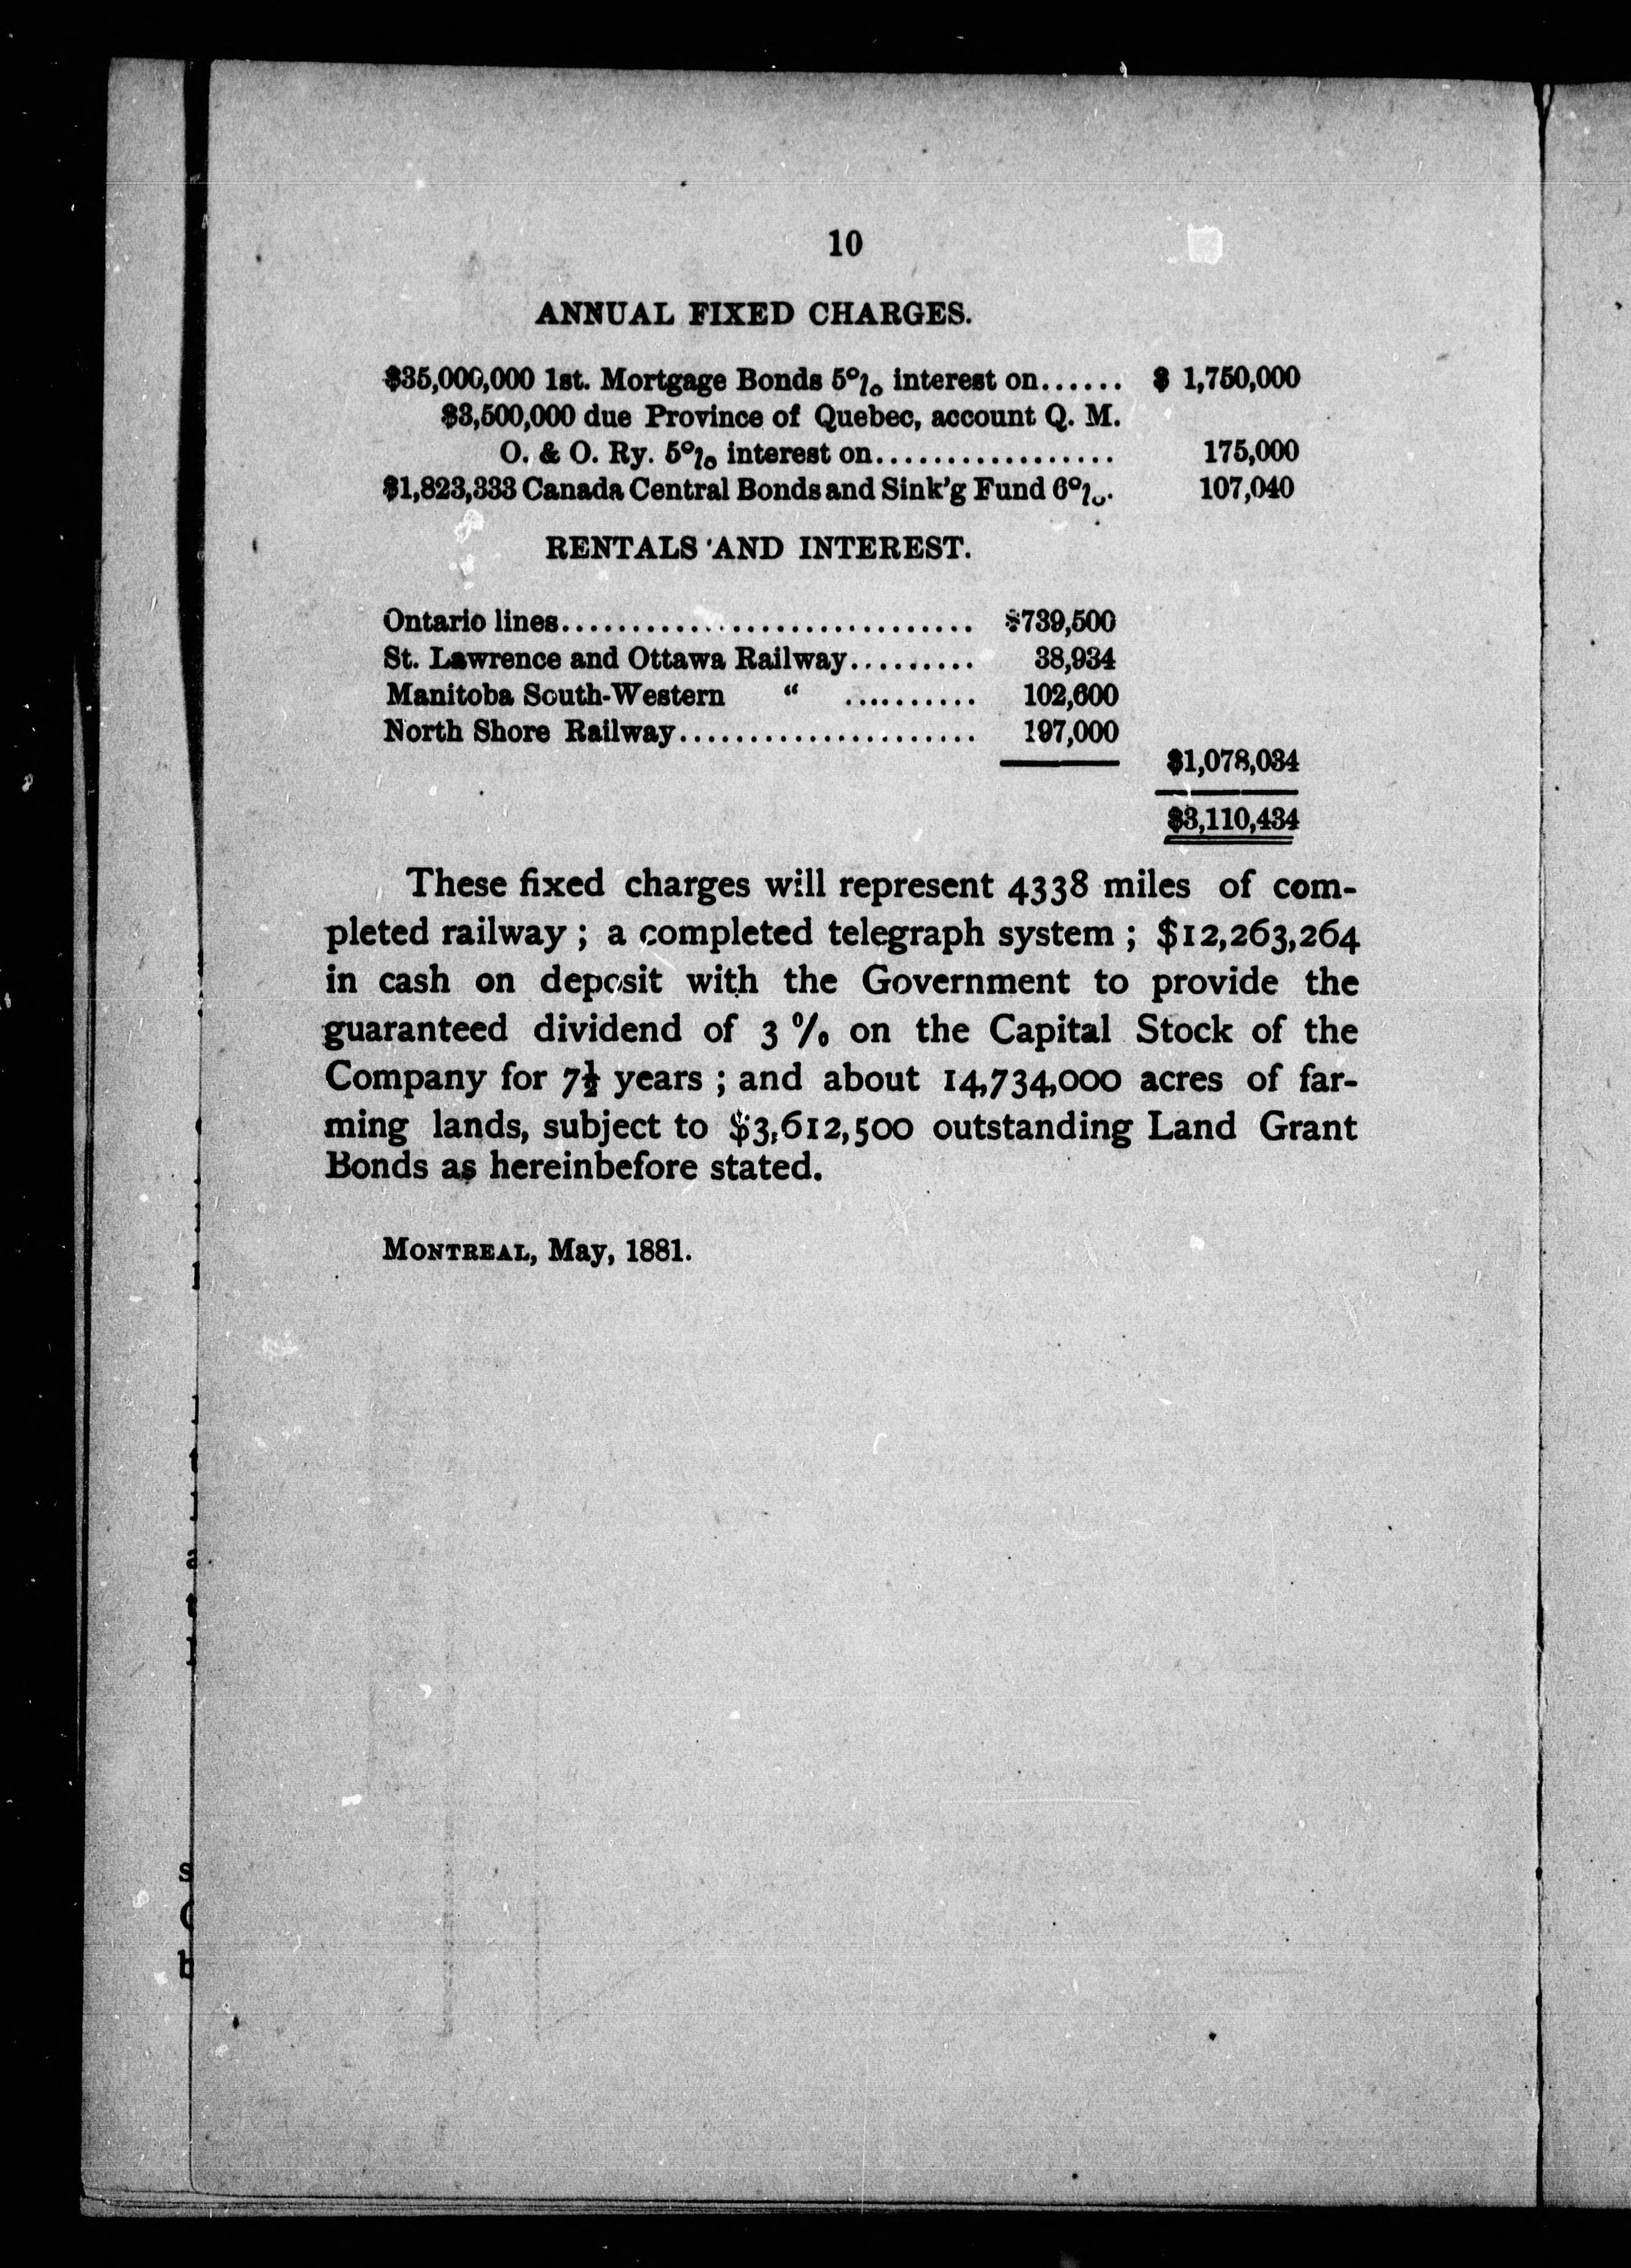 10
ANNUAL FIXED CHARGES.
$35,000,000 1st. Mortgage Bonds 5% interest on...... $ 1,750,000
$3,500,000 due Province of Quebec, account Q. M.
O. & O. Ry. 5% interest on................. 175,000
$1,823,333 Canada Central Bonds and Sink'g Fund 6%. 107,040
RENTALS AND INTEREST.
Ontario lines............................. $739,500
St. Lawrence and Ottawa Railway......... 38,934
Manitoba South-Western " .......... 102,600
North Shore Railway..................... 197,000
$1,078,034
$3,110,434
These fixed charges will represent 4338 miles of com-
pleted railway ; a completed telegraph system ; $12,263,264
in cash on deposit with the Government to provide the
guaranteed dividend of 3 % on the Capital Stock of the
Company for 7½ years ; and about 14,734,000 acres of far-
ming lands, subject to $3,612,500 outstanding Land Grant
Bonds as hereinbefore stated.
MONTREAL, May, 1881.